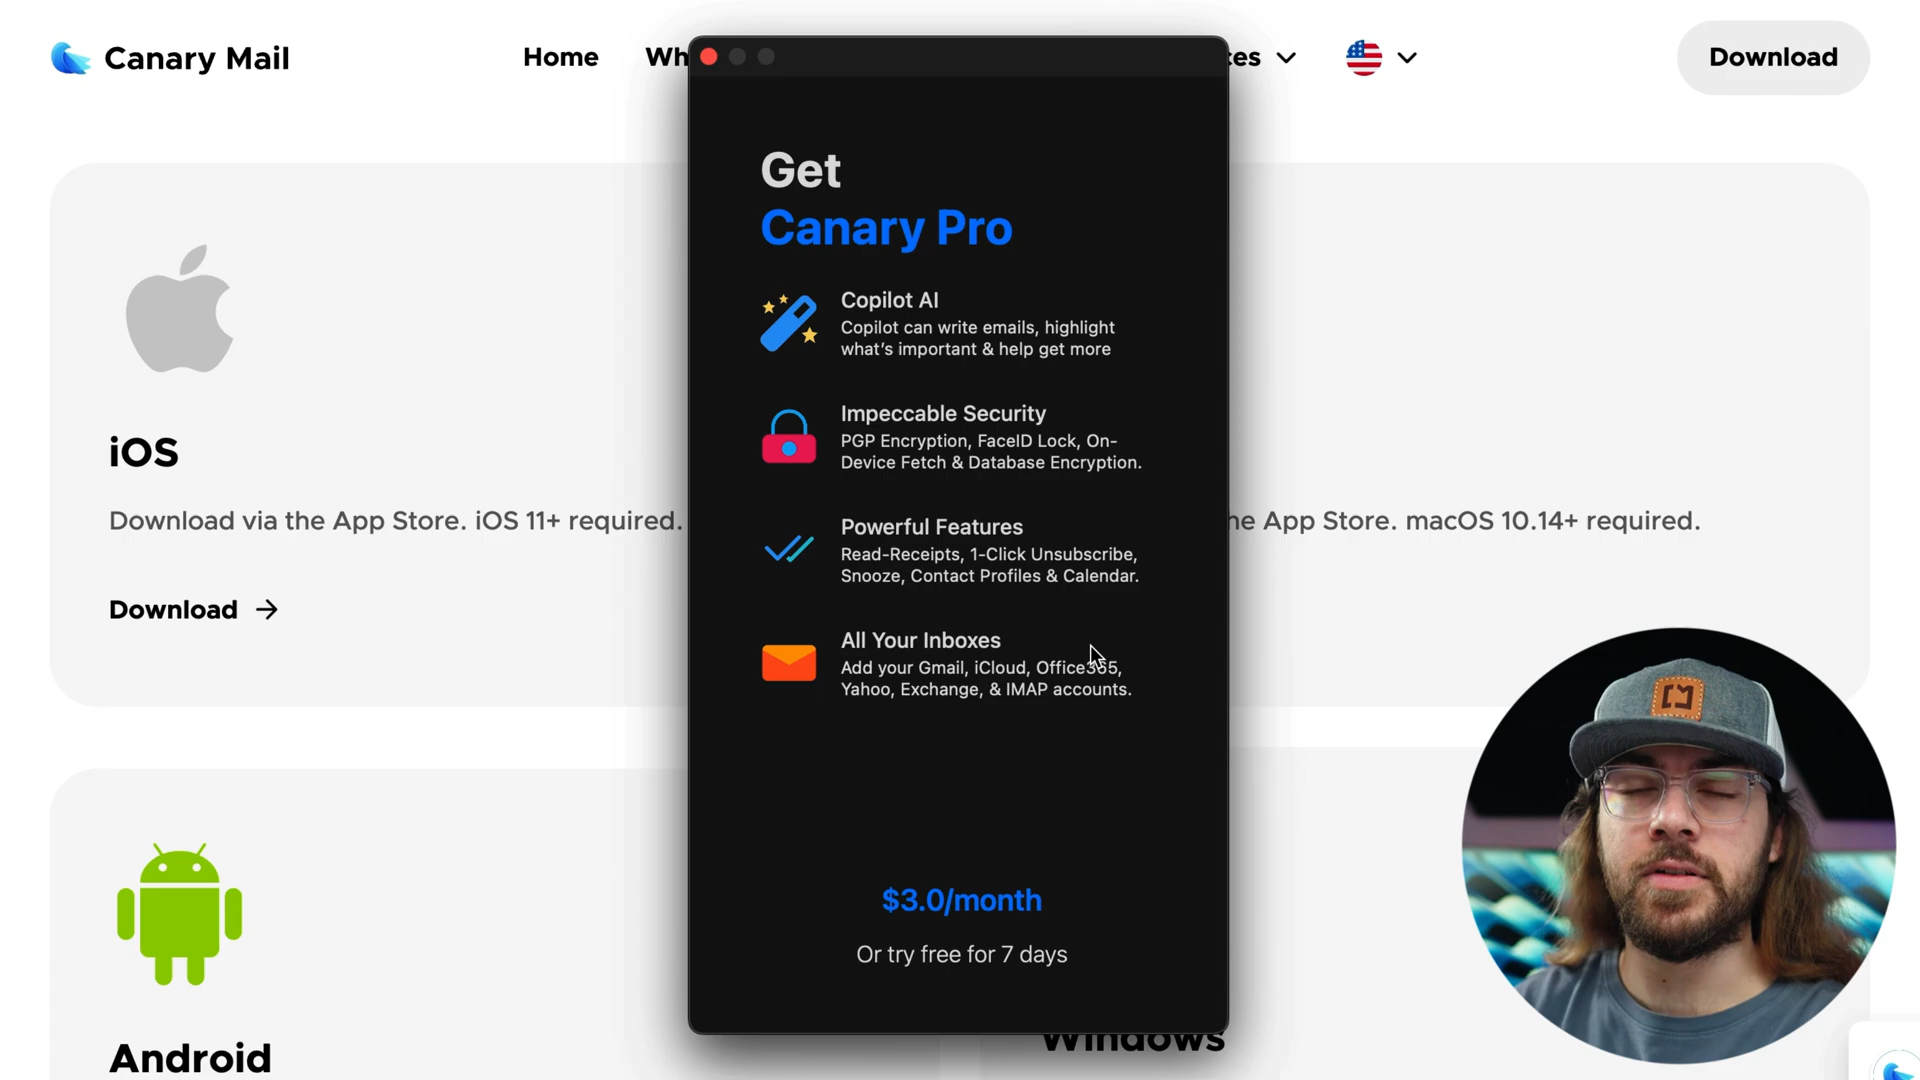 Canary Mail
Home
Wh
ces
Download
Get
Canary Pro
Copilot AI
Copilot can write emails, highlight
what's important & help get more
Impeccable Security
PGP Encryption, FaceID Lock, On-
Device Fetch & Database Encryption.
Powerful Features
Read-Receipts, 1-Click Unsubscribe,
Snooze, Contact Profiles & Calendar.
All Your Inboxes
Add your Gmail, iCloud, Office365,
Yahoo, Exchange, & IMAP accounts.
$3.0/month
Or try free for 7 days
iOS
Download via the App Store. iOS 11+ required.
Download →
he App Store. macOS 10.14+ required.
Android
Windows